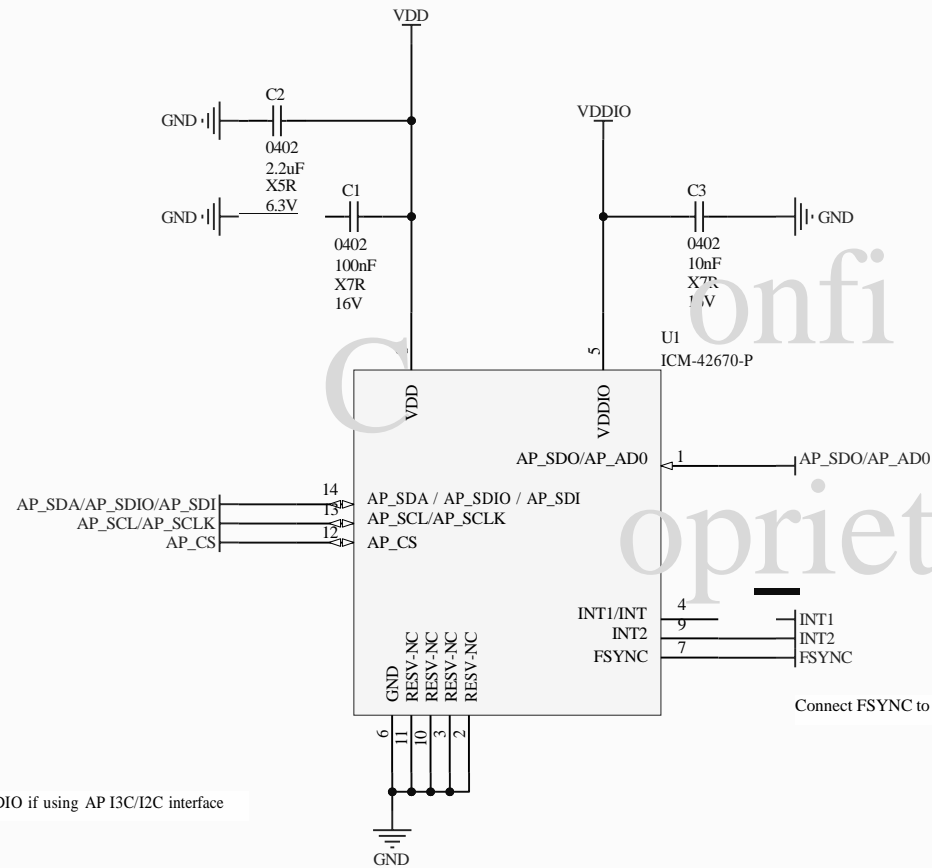 VDD
C2
GND
0402
2.2uF
X5R
6.3V
VDDIO
C1
GND
0402
100nF
X7R
16V
C3
GND
0402
10nF
X7R
onfi
C
U1
ICM-42670-P
5
VDD
VDDIO
AP_SDO/AP_AD0
1
AP_SDO/AP_AD0
AP_SDA/AP_SDIO/AP_SDI
14
AP_SDA / AP_SDIO / AP_SDI
AP_SCL/AP_SCLK
13
AP_SCL/AP_SCLK
AP_CS
12
AP_CS
opriet
INT1/INT
4
INT1
INT2
9
INT2
FSYNC
7
FSYNC
GND
RESV-NC
RESV-NC
RESV-NC
RESV-NC
Connect FSYNC to
6
11
10
3
2
DIO if using AP I3C/I2C interface
GND